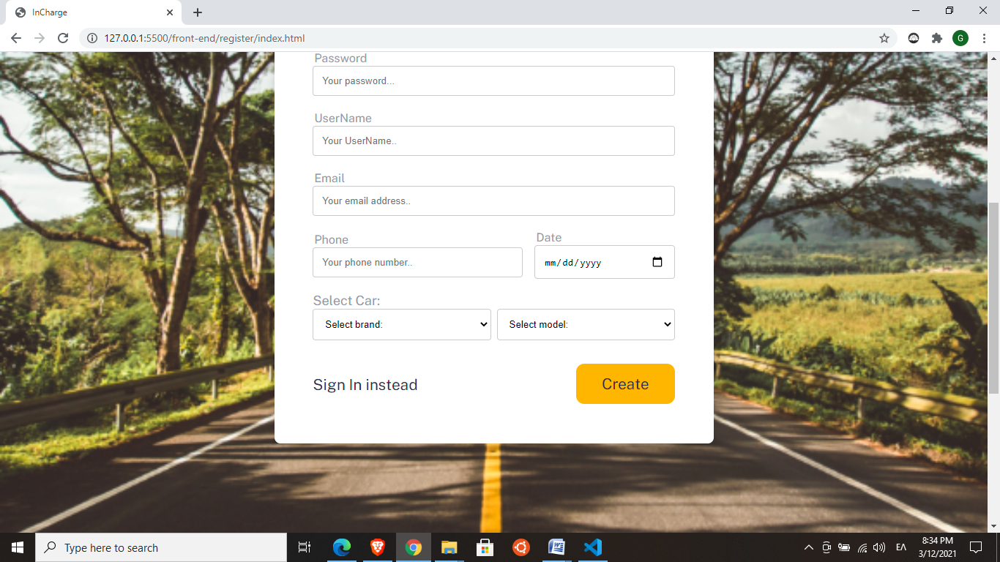 InCharge
127.0.0.1:5500/front-end/register/index.html
G
Password
Your password...
UserName
Your UserName..
Email
Your email address..
Phone
Date
Your phone number..
mm/dd/yyyy
Select Car:
Select brand:
Select model:
Sign In instead
Create
Type here to search
ΕΛ
8:34 PM
3/12/2021